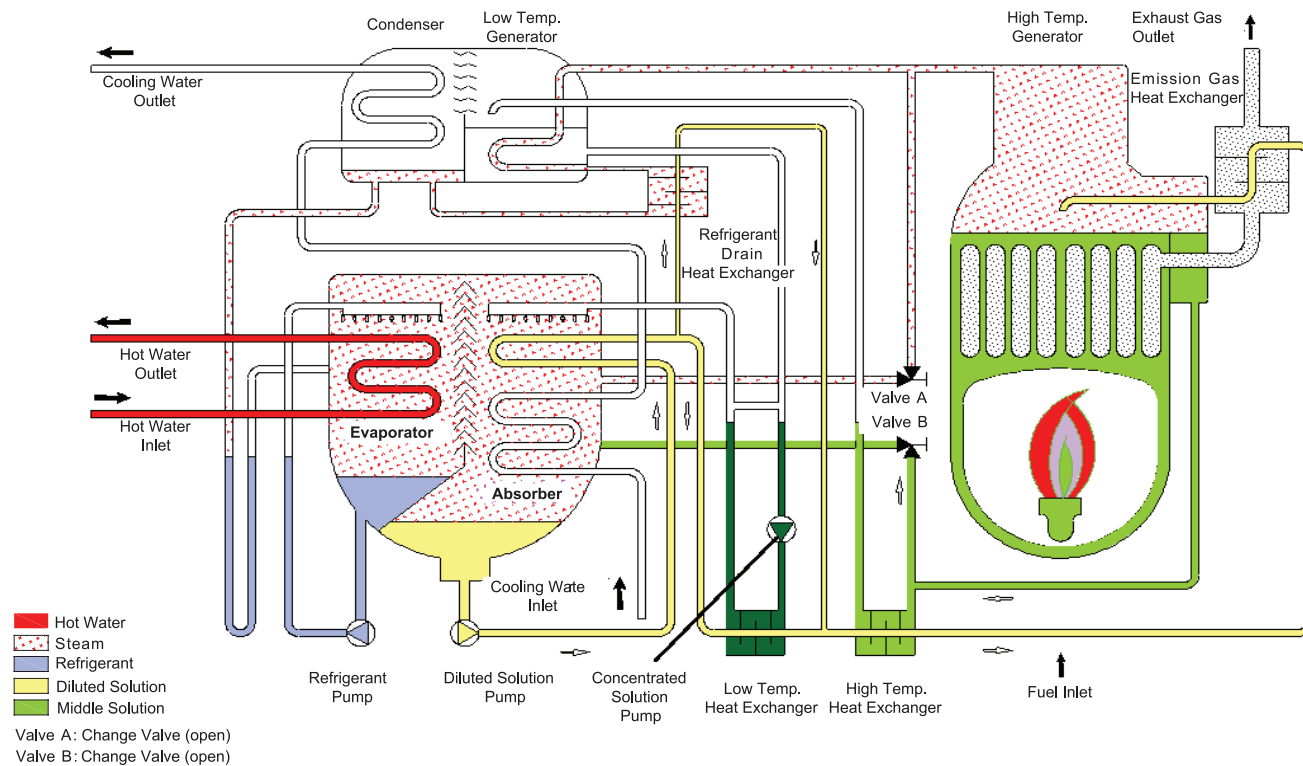 Condenser
Low Temp.
Generator
High Temp.
Generator
Exhaust Gas
Outlet
Cooling Water
Outlet
Emission Gas
Heat Exchanger
Refrigerant
Drain
Heat Exchanger
Hot Water
Outlet
Hot Water
Inlet
Valve A
Valve B
Evaporator
Absorber
Cooling Wate
Inlet
Hot Water
Steam
Refrigerant
Diluted Solution
Middle Solution
Refrigerant
Pump
Diluted Solution
Pump
Concentrated
Solution
Pump
Low Temp.
Heat Exchanger
High Temp.
Heat Exchanger
Fuel Inlet
Valve A: Change Valve (open)
Valve B: Change Valve (open)